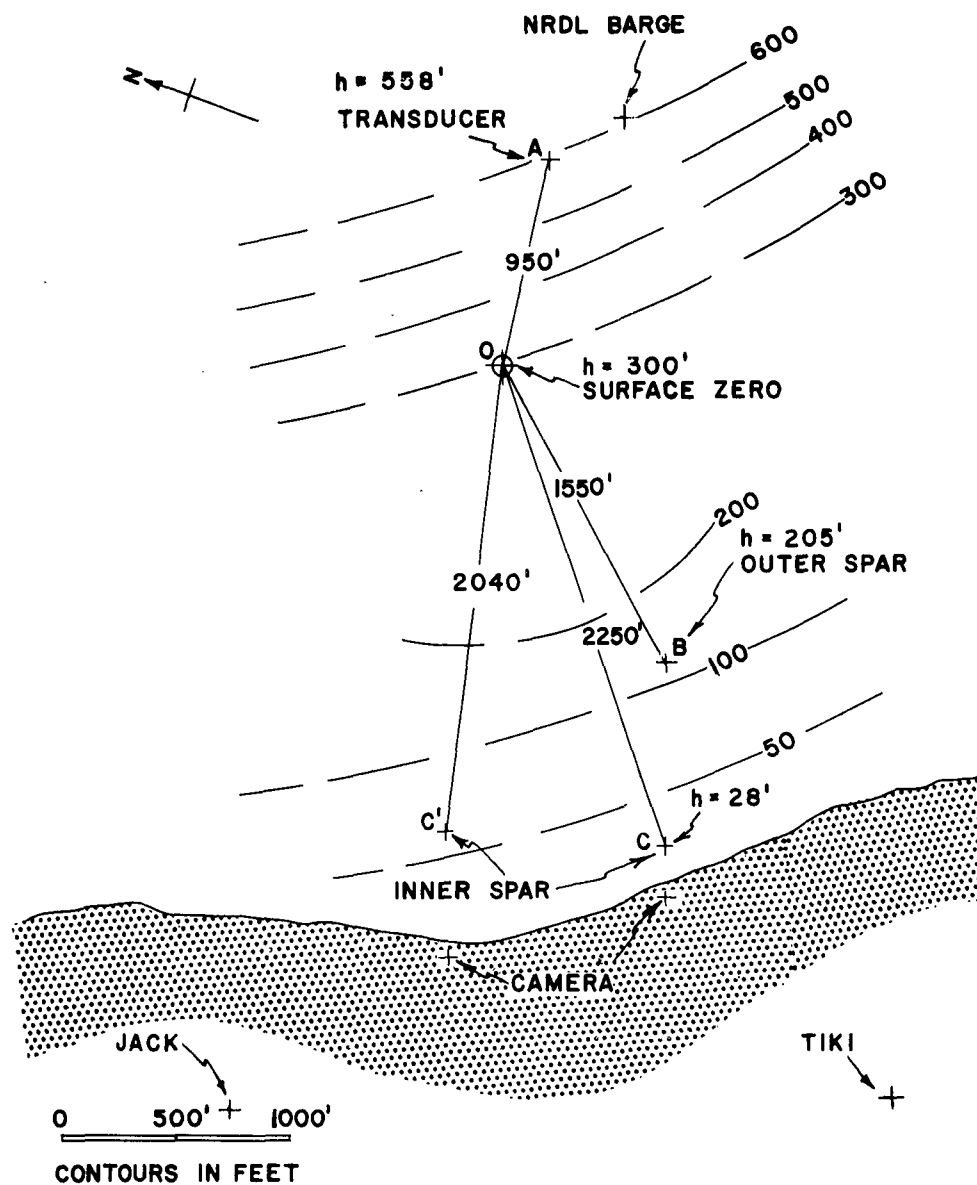 NRDL BARGE
N
h = 558'
TRANSDUCER
600
500
400
300
A
950'
O
h = 300'
SURFACE ZERO
1550'
200
h = 205'
OUTER SPAR
2040'
2250'
B
100
50
h = 28'
C'
C
INNER SPAR
CAMERA
JACK
TIKI
0 500' 1000'
CONTOURS IN FEET